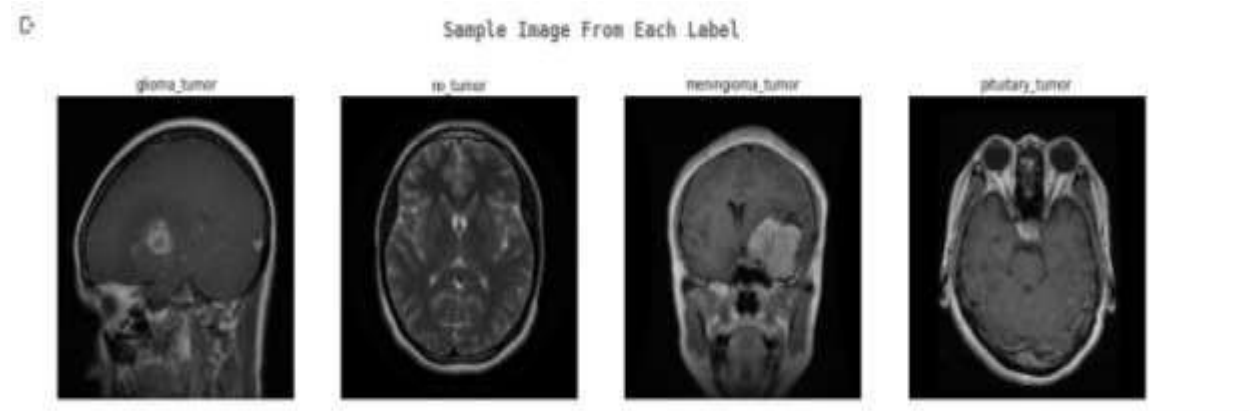 Sample Image From Each Label
glioma_tumor
no_tumor
meningioma_tumor
pituitary_tumor